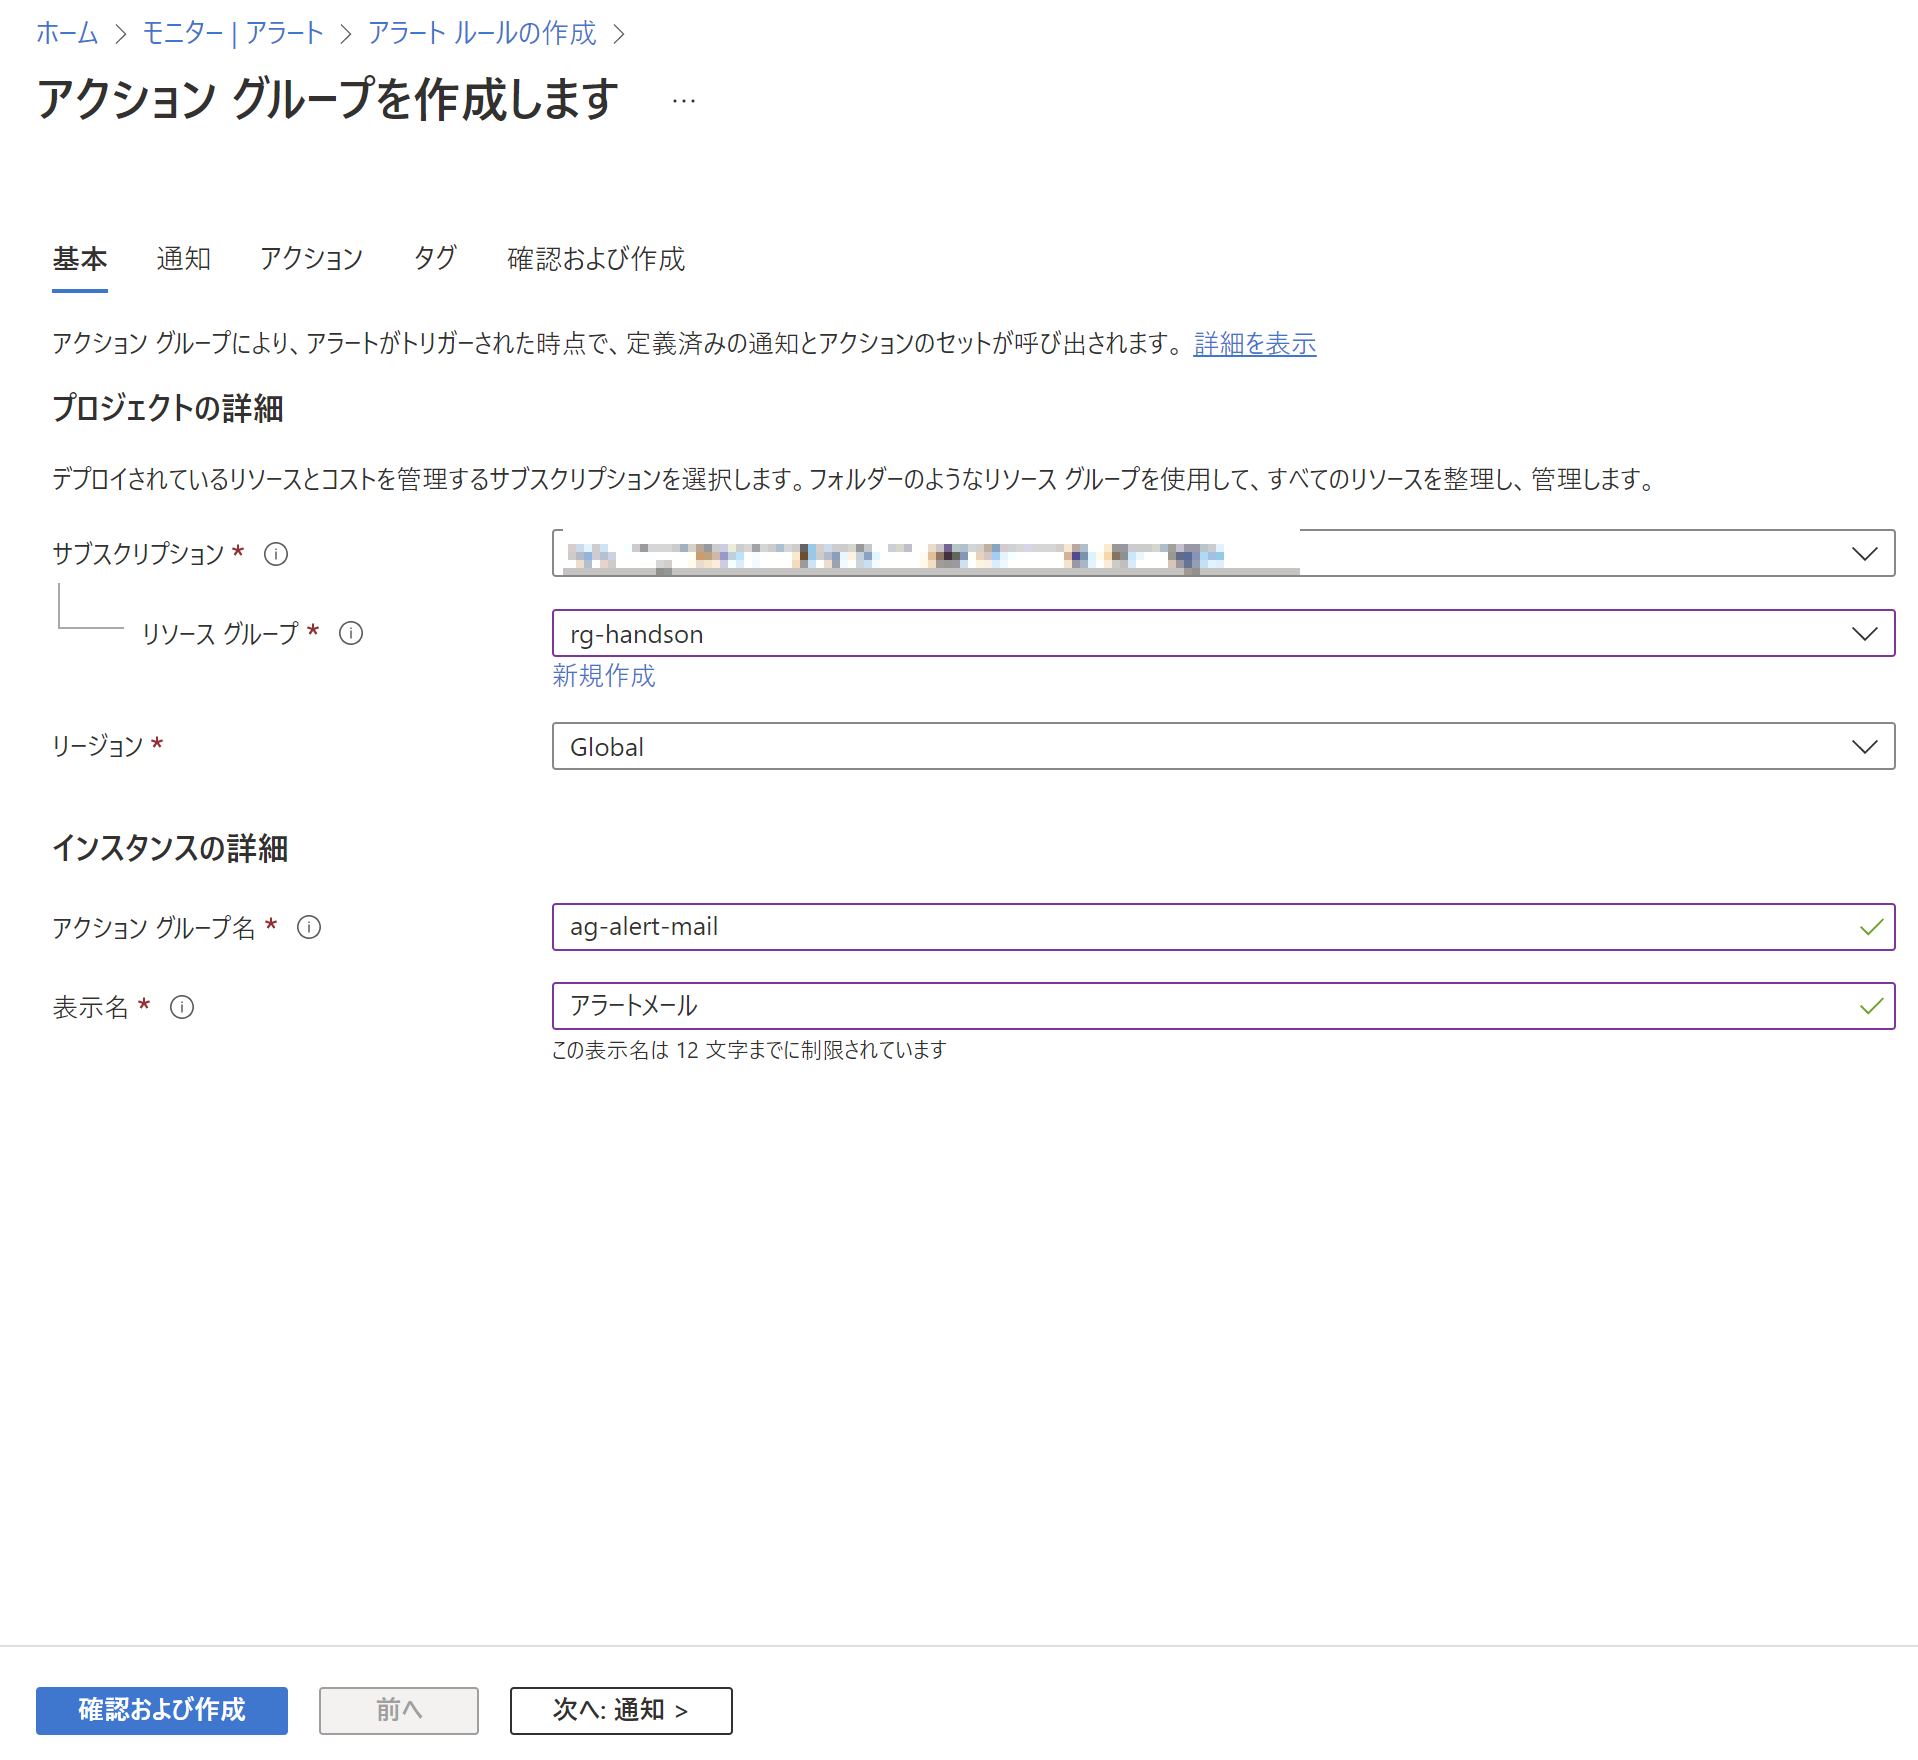 ホーム > モニター | アラート > アラート ルールの作成 >
アクション グループを作成します …
基本 通知 アクション タグ 確認および作成
アクション グループにより、アラートがトリガーされた時点で、定義済みの通知とアクションのセットが呼び出されます。 詳細を表示
プロジェクトの詳細
デプロイされているリソースとコストを管理するサブスクリプションを選択します。フォルダーのようなリソース グループを使用して、すべてのリソースを整理し、管理します。
サブスクリプション *
リソース グループ * rg-handson
新規作成
リージョン * Global
インスタンスの詳細
アクション グループ名 * ag-alert-mail
表示名 * アラートメール
この表示名は 12 文字までに制限されています
確認および作成 前へ 次へ: 通知 >